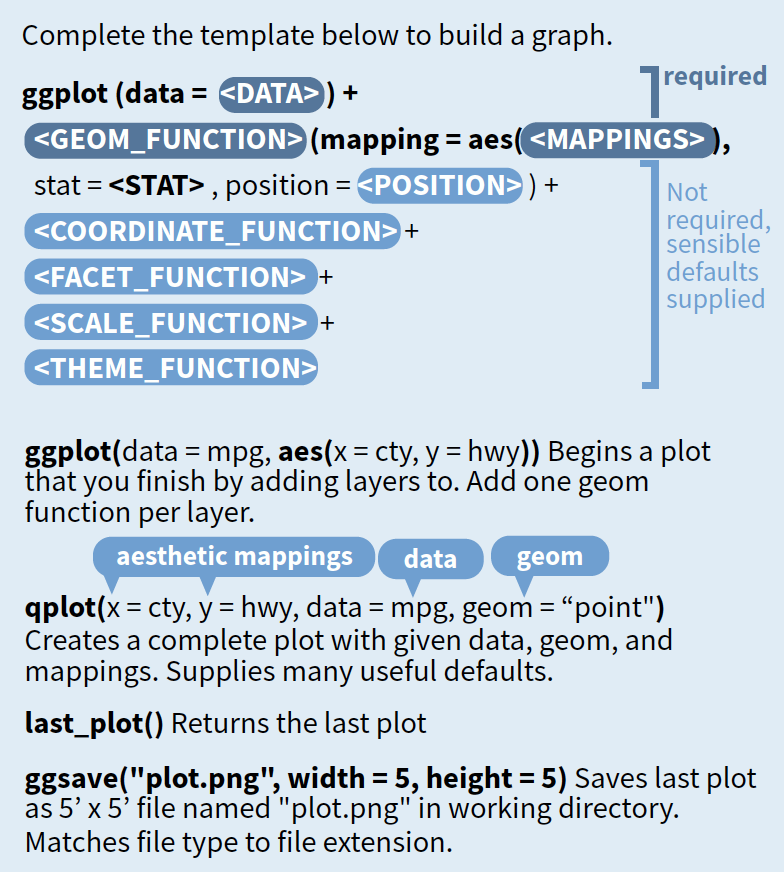 Complete the template below to build a graph.
required
ggplot (data = <DATA> ) +
<GEOM_FUNCTION> (mapping = aes( <MAPPINGS> ),
stat = <STAT> , position = <POSITION> ) +
Not
required,
sensible
defaults
supplied
<COORDINATE_FUNCTION> +
<FACET_FUNCTION> +
<SCALE_FUNCTION> +
<THEME_FUNCTION>
ggplot(data = mpg, aes(x = cty, y = hwy)) Begins a plot
that you finish by adding layers to. Add one geom
function per layer.
aesthetic mappings data geom
qplot(x = cty, y = hwy, data = mpg, geom = “point")
Creates a complete plot with given data, geom, and
mappings. Supplies many useful defaults.
last_plot() Returns the last plot
ggsave("plot.png", width = 5, height = 5) Saves last plot
as 5’ x 5’ file named "plot.png" in working directory.
Matches file type to file extension.